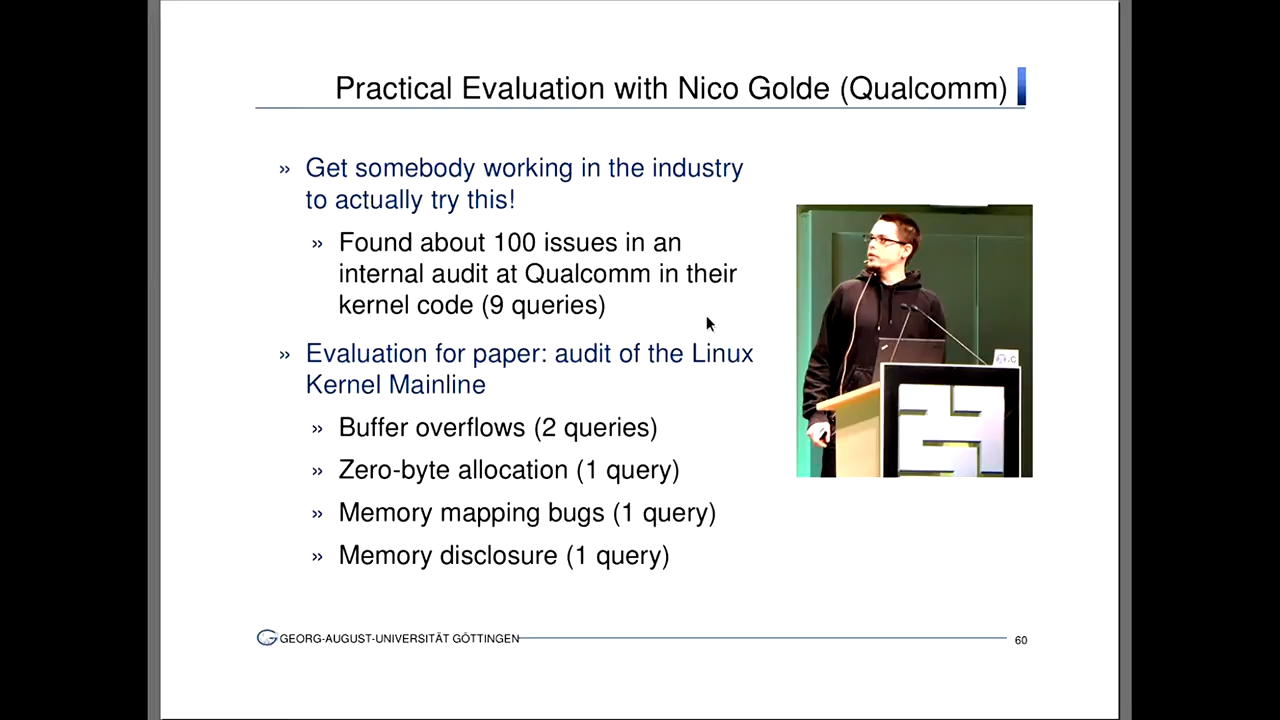 Practical Evaluation with Nico Golde (Qualcomm)
» Get somebody working in the industry
to actually try this!
» Found about 100 issues in an
internal audit at Qualcomm in their
kernel code (9 queries)
» Evaluation for paper: audit of the Linux
Kernel Mainline
» Buffer overflows (2 queries)
» Zero-byte allocation (1 query)
» Memory mapping bugs (1 query)
» Memory disclosure (1 query)
GEORG-AUGUST-UNIVERSITÄT GÖTTINGEN
60